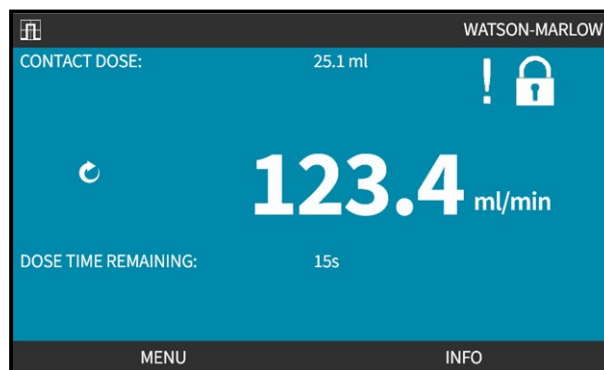 WATSON-MARLOW
CONTACT DOSE: 25.1 ml
!
123.4 ml/min
DOSE TIME REMAINING: 15s
MENU INFO